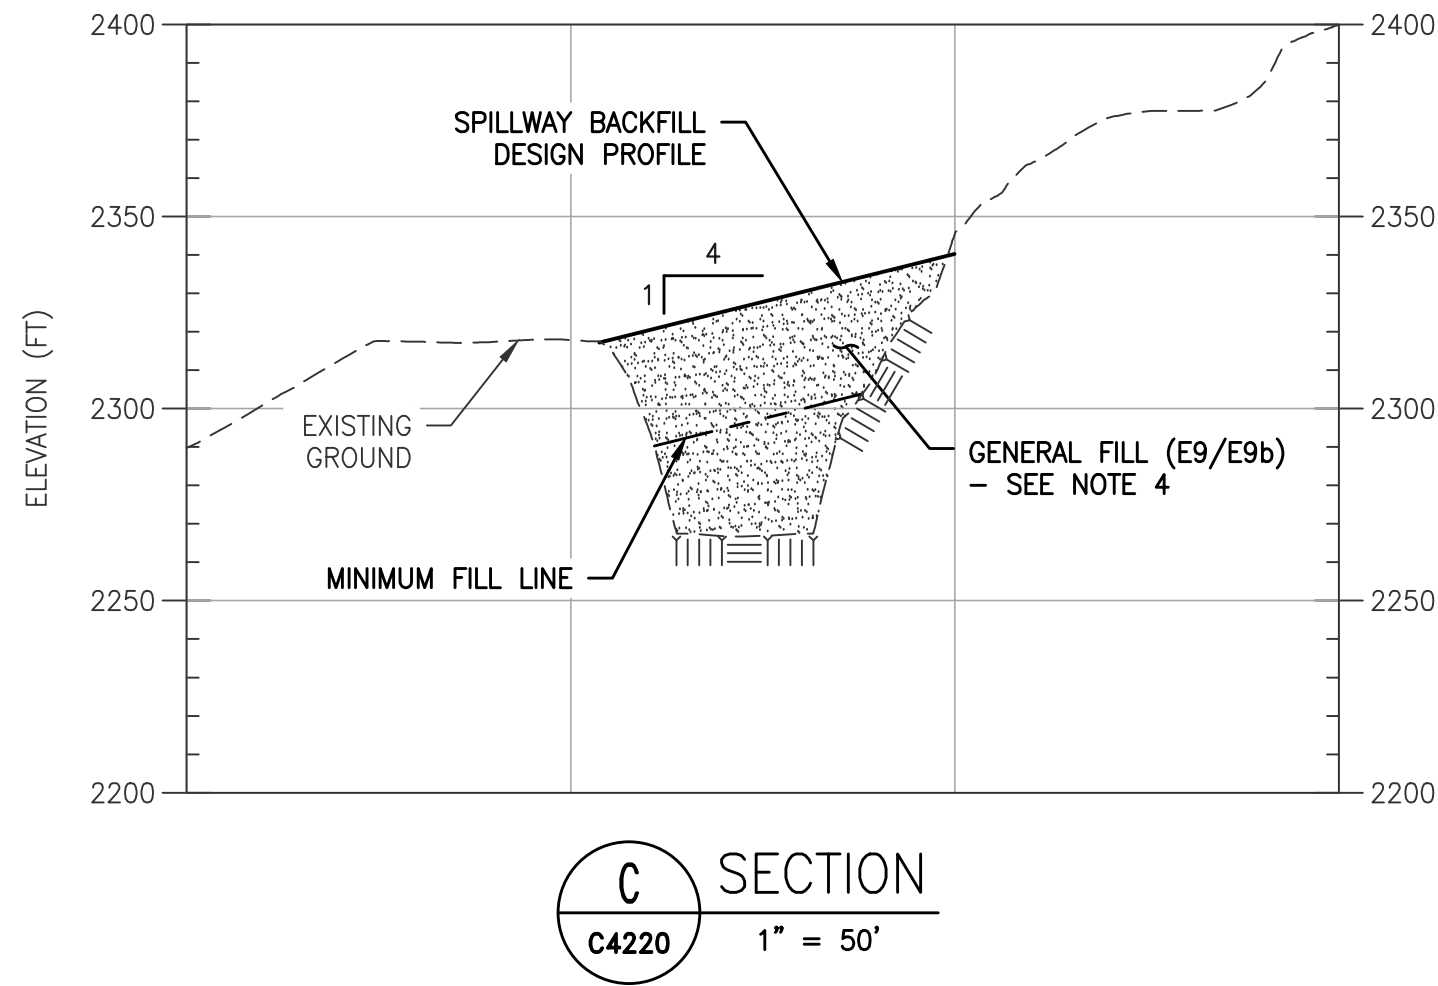 2400
2400
SPILLWAY BACKFILL
DESIGN PROFILE
2350
2350
4
1
ELEVATION (FT)
2300
2300
EXISTING
GROUND
GENERAL FILL (E9/E9b)
– SEE NOTE 4
MINIMUM FILL LINE
2250
2250
2200
2200
C
SECTION
C4220
1" = 50'